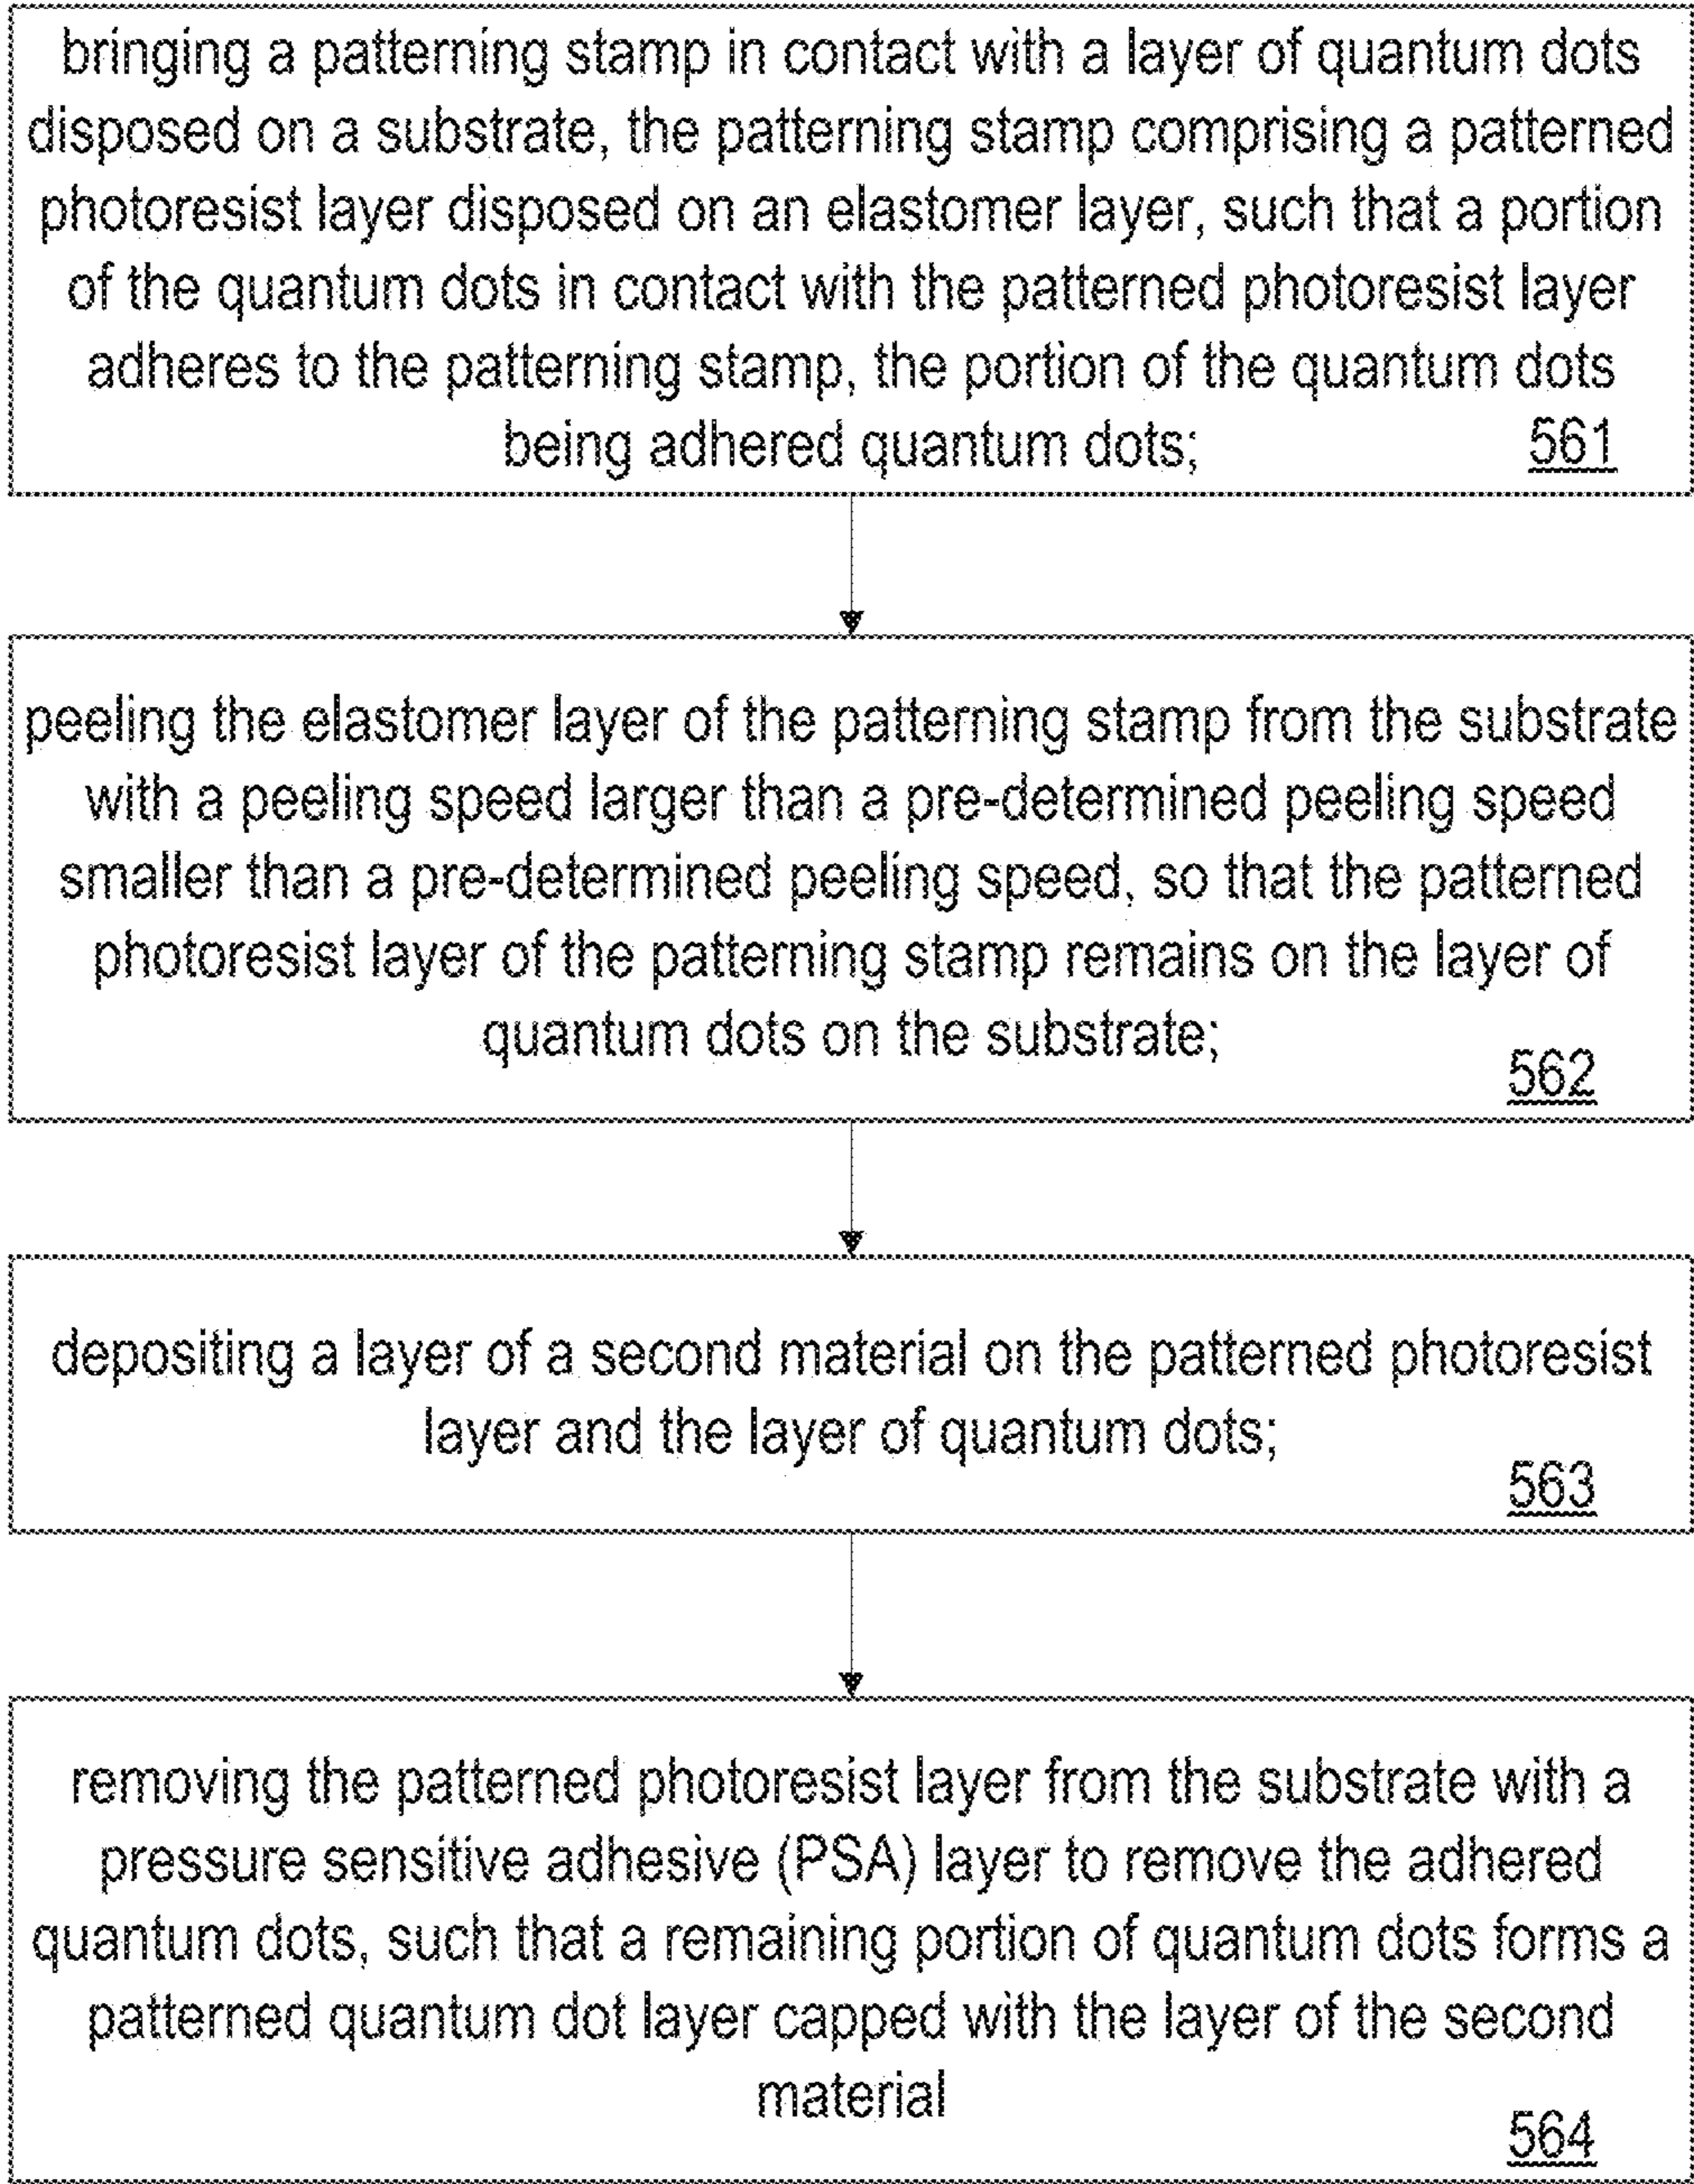 bringing a patterning stamp in contact with a layer of quantum dots
disposed on a substrate, the patterning stamp comprising a patterned
photoresist layer disposed on an elastomer layer, such that a portion
of the quantum dots in contact with the patterned photoresist layer
adheres to the patterning stamp, the portion of the quantum dots
being adhered quantum dots; 561
peeling the elastomer layer of the patterning stamp from the substrate
with a peeling speed larger than a pre-determined peeling speed
smaller than a pre-determined peeling speed, so that the patterned
photoresist layer of the patterning stamp remains on the layer of
quantum dots on the substrate;
562
depositing a layer of a second material on the patterned photoresist
layer and the layer of quantum dots;
563
removing the patterned photoresist layer from the substrate with a
pressure sensitive adhesive (PSA) layer to remove the adhered
quantum dots, such that a remaining portion of quantum dots forms a
patterned quantum dot layer capped with the layer of the second
material
564